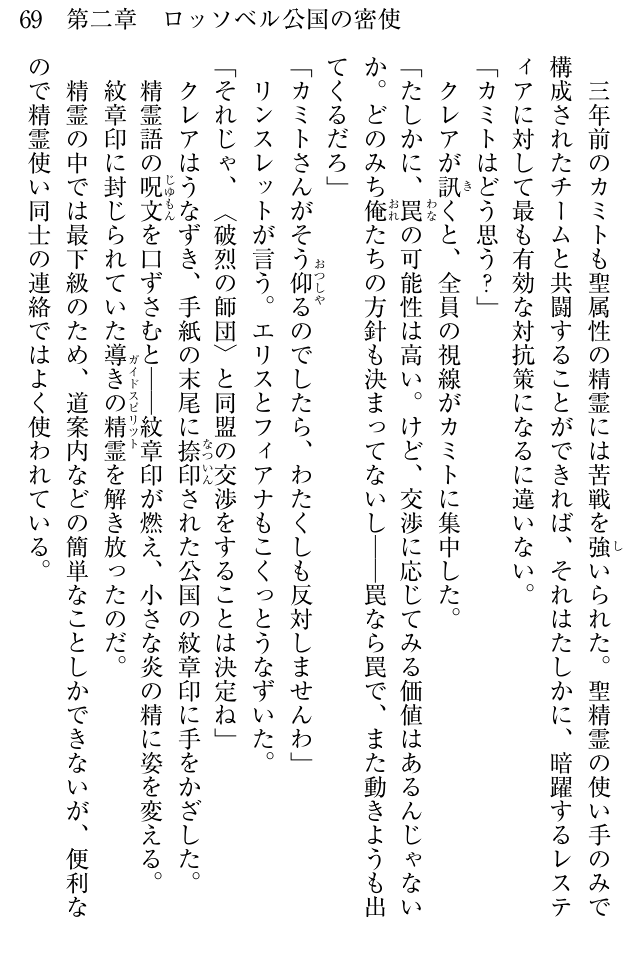 69　第二章　ロッソベル公国の密使
　三年前のカミトも聖属性の精霊には苦戦を強いられた。聖精霊の使い手のみで
構成されたチームと共闘することができれば、それはたしかに、暗躍するレステ
ィアに対して最も有効な対抗策になるに違いない。
「カミトはどう思う？」
　クレアが訊くと、全員の視線がカミトに集中した。
「たしかに、罠の可能性は高い。けど、交渉に応じてみる価値はあるんじゃない
か。どのみち俺たちの方針も決まってないし――罠なら罠で、また動きようも出
てくるだろ」
「カミトさんがそう仰るのでしたら、わたくしも反対しませんわ」
　リンスレットが言う。エリスとフィアナもこくっとうなずいた。
「それじゃ、〈破烈の師団〉と同盟の交渉をすることは決定ね」
　クレアはうなずき、手紙の末尾に捺印された公国の紋章印に手をかざした。
　精霊語の呪文を口ずさむと――紋章印が燃え、小さな炎の精に姿を変える。
　紋章印に封じられていた導きの精霊を解き放ったのだ。
　精霊の中では最下級のため、道案内などの簡単なことしかできないが、便利な
ので精霊使い同士の連絡ではよく使われている。